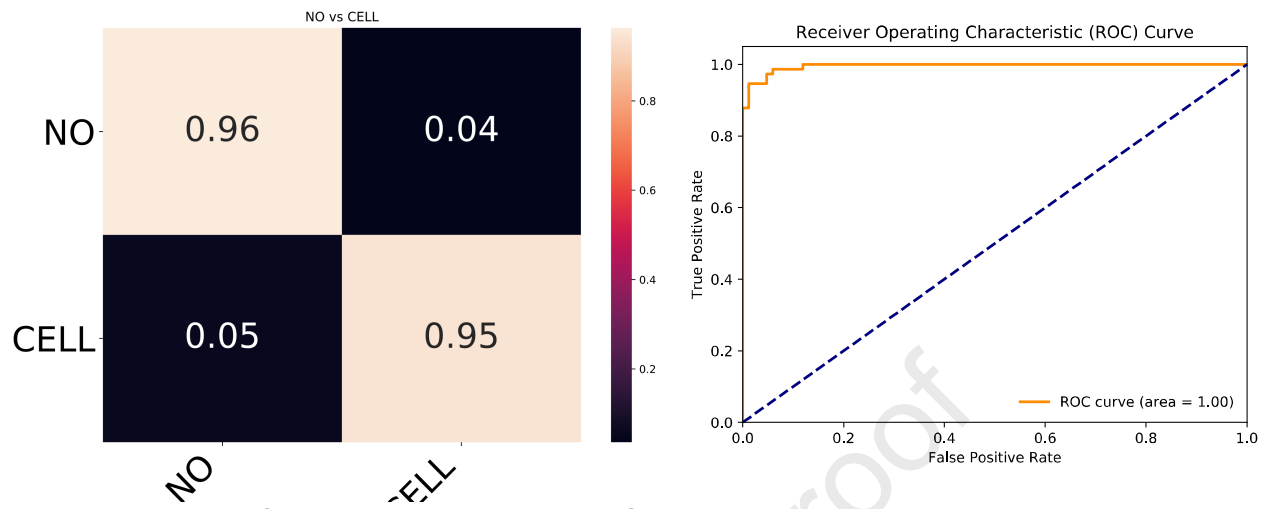 NO vs CELL
NO
0.96
0.04
CELL
0.05
0.95
NO
CELL
0.8
0.6
0.4
0.2
Receiver Operating Characteristic (ROC) Curve
True Positive Rate
1.0
0.8
0.6
0.4
0.2
0.0
ROC curve (area = 1.00)
0.0 0.2 0.4 0.6 0.8 1.0
False Positive Rate
roof